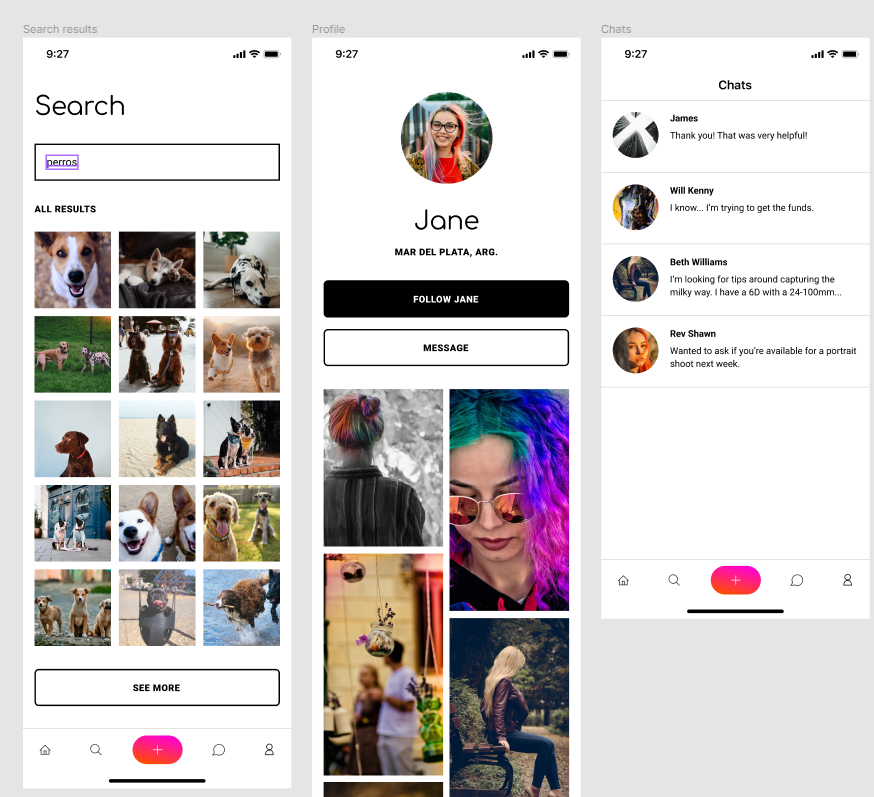 Search results
9:27
Search
perros
ALL RESULTS
SEE MORE
Profile
9:27
Jane
MAR DEL PLATA, ARG.
FOLLOW JANE
MESSAGE
Chats
9:27
Chats
James
Thank you! That was very helpful!
Will Kenny
I know... I'm trying to get the funds.
Beth Williams
I'm looking for tips around capturing the
milky way. I have a 6D with a 24-100mm...
Rev Shawn
Wanted to ask if you're available for a portrait
shoot next week.